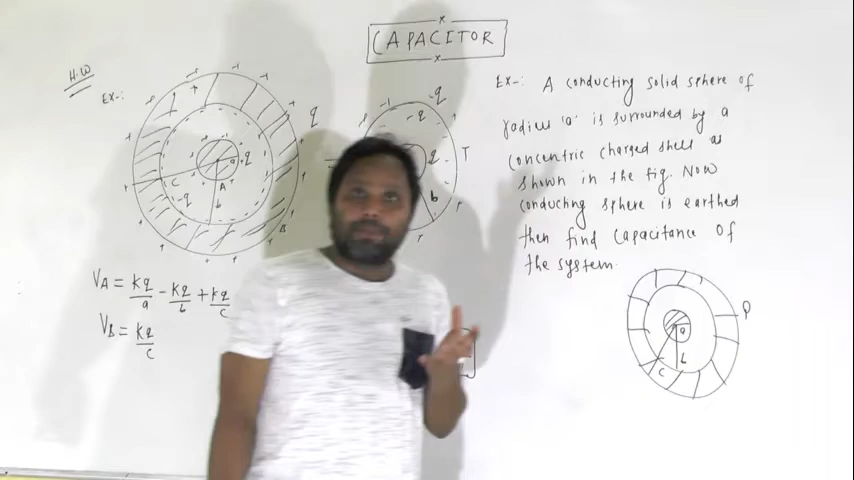 CAPACITOR
H.W
EX-:
q
-q
C
A
a
q
b
-q
B
VA = kq/a - kq/b + kq/c
VB = kq/c
-q
-q
q
b
EX-: A conducting solid sphere of
radius 'a' is surrounded by a
concentric charged shell as
shown in the fig. Now
conducting sphere is earthed
then find capacitance of
the system.
a
b
C